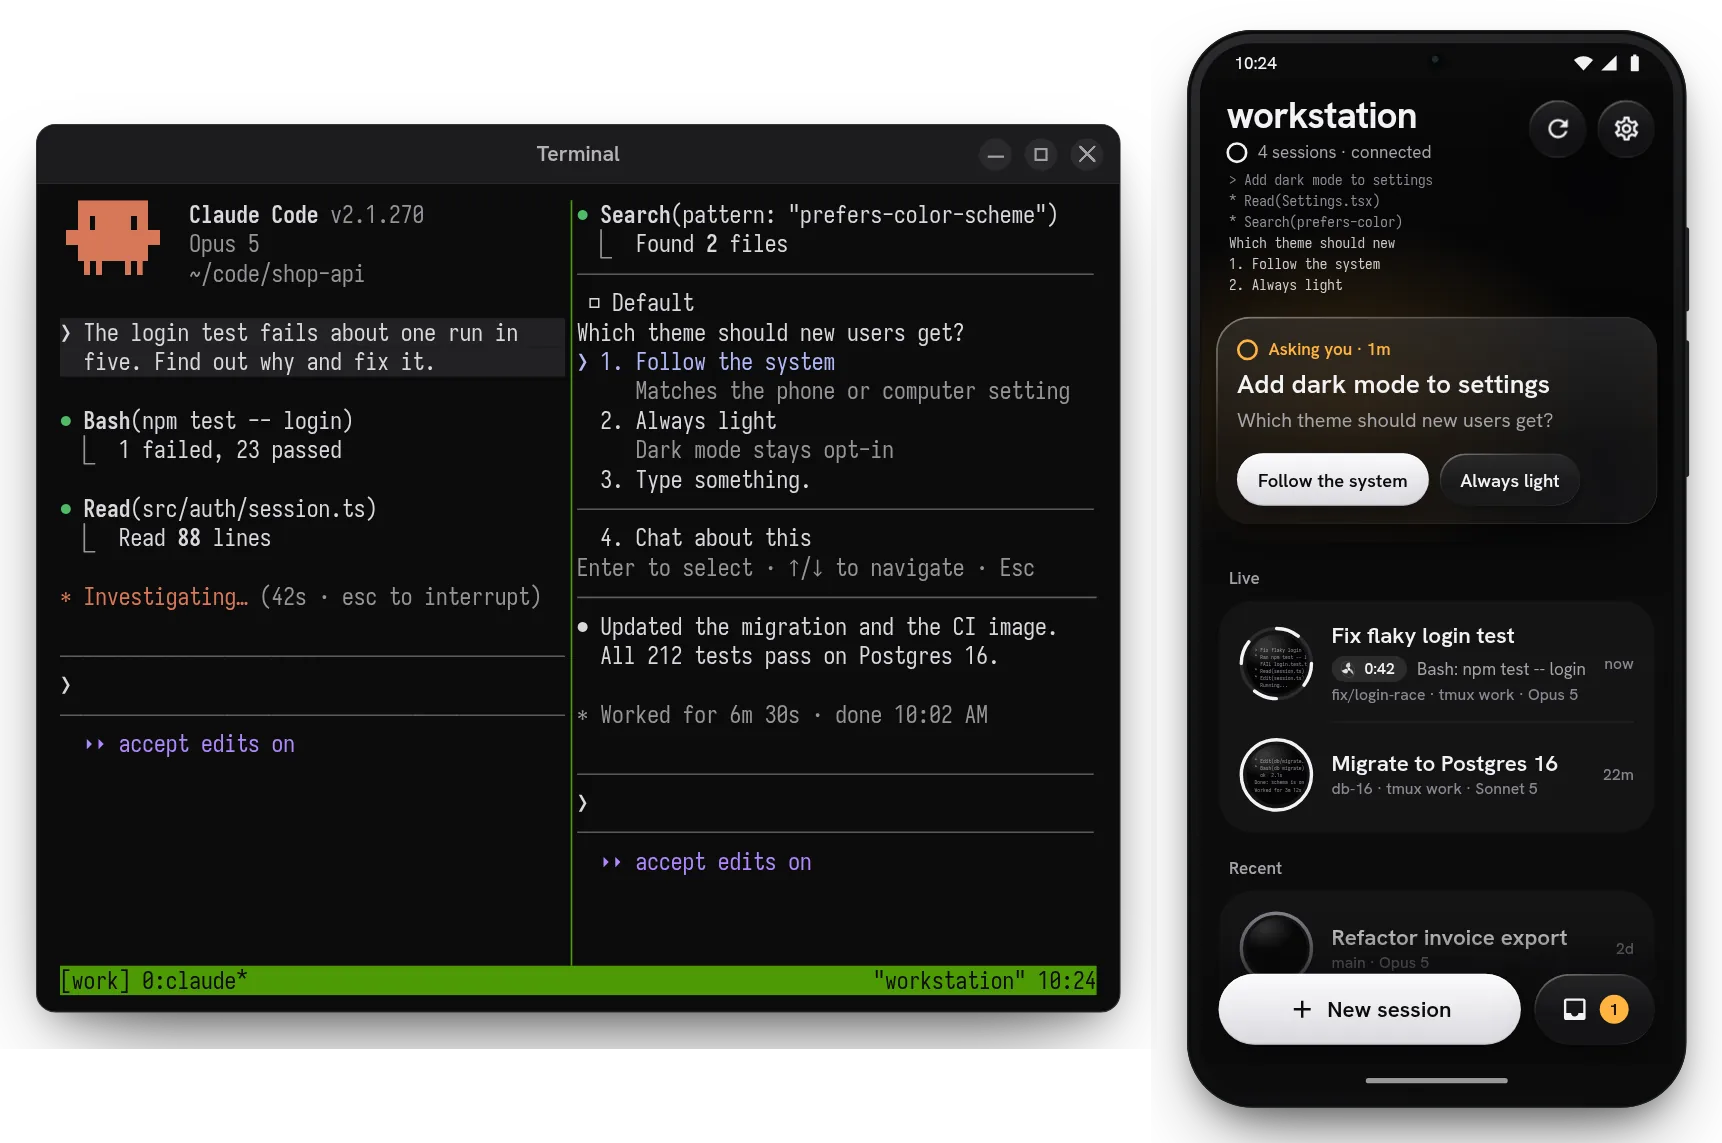 Terminal
Claude Code v2.1.270
Opus 5
~/code/shop-api
❯ The login test fails about one run in
five. Find out why and fix it.
● Bash(npm test -- login)
⎿ 1 failed, 23 passed
● Read(src/auth/session.ts)
⎿ Read 88 lines
* Investigating… (42s · esc to interrupt)
❯
⏵⏵ accept edits on
● Search(pattern: "prefers-color-scheme")
⎿ Found 2 files
☐ Default
Which theme should new users get?
❯ 1. Follow the system
Matches the phone or computer setting
2. Always light
Dark mode stays opt-in
3. Type something.
4. Chat about this
Enter to select · ↑/↓ to navigate · Esc
● Updated the migration and the CI image.
All 212 tests pass on Postgres 16.
* Worked for 6m 30s · done 10:02 AM
❯
⏵⏵ accept edits on
[work] 0:claude* "workstation" 10:24
10:24
workstation
4 sessions · connected
> Add dark mode to settings
* Read(Settings.tsx)
* Search(prefers-color)
Which theme should new
1. Follow the system
2. Always light
Asking you · 1m
Add dark mode to settings
Which theme should new users get?
Follow the system Always light
Live
Fix flaky login test
0:42 Bash: npm test -- login now
fix/login-race · tmux work · Opus 5
Migrate to Postgres 16
db-16 · tmux work · Sonnet 5 22m
Recent
Refactor invoice export
main · Opus 5 2d
+ New session 1